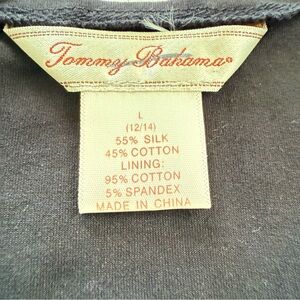 Tommy Bahama®
L
(12/14)
55% SILK
45% COTTON
LINING:
95% COTTON
5% SPANDEX
MADE IN CHINA